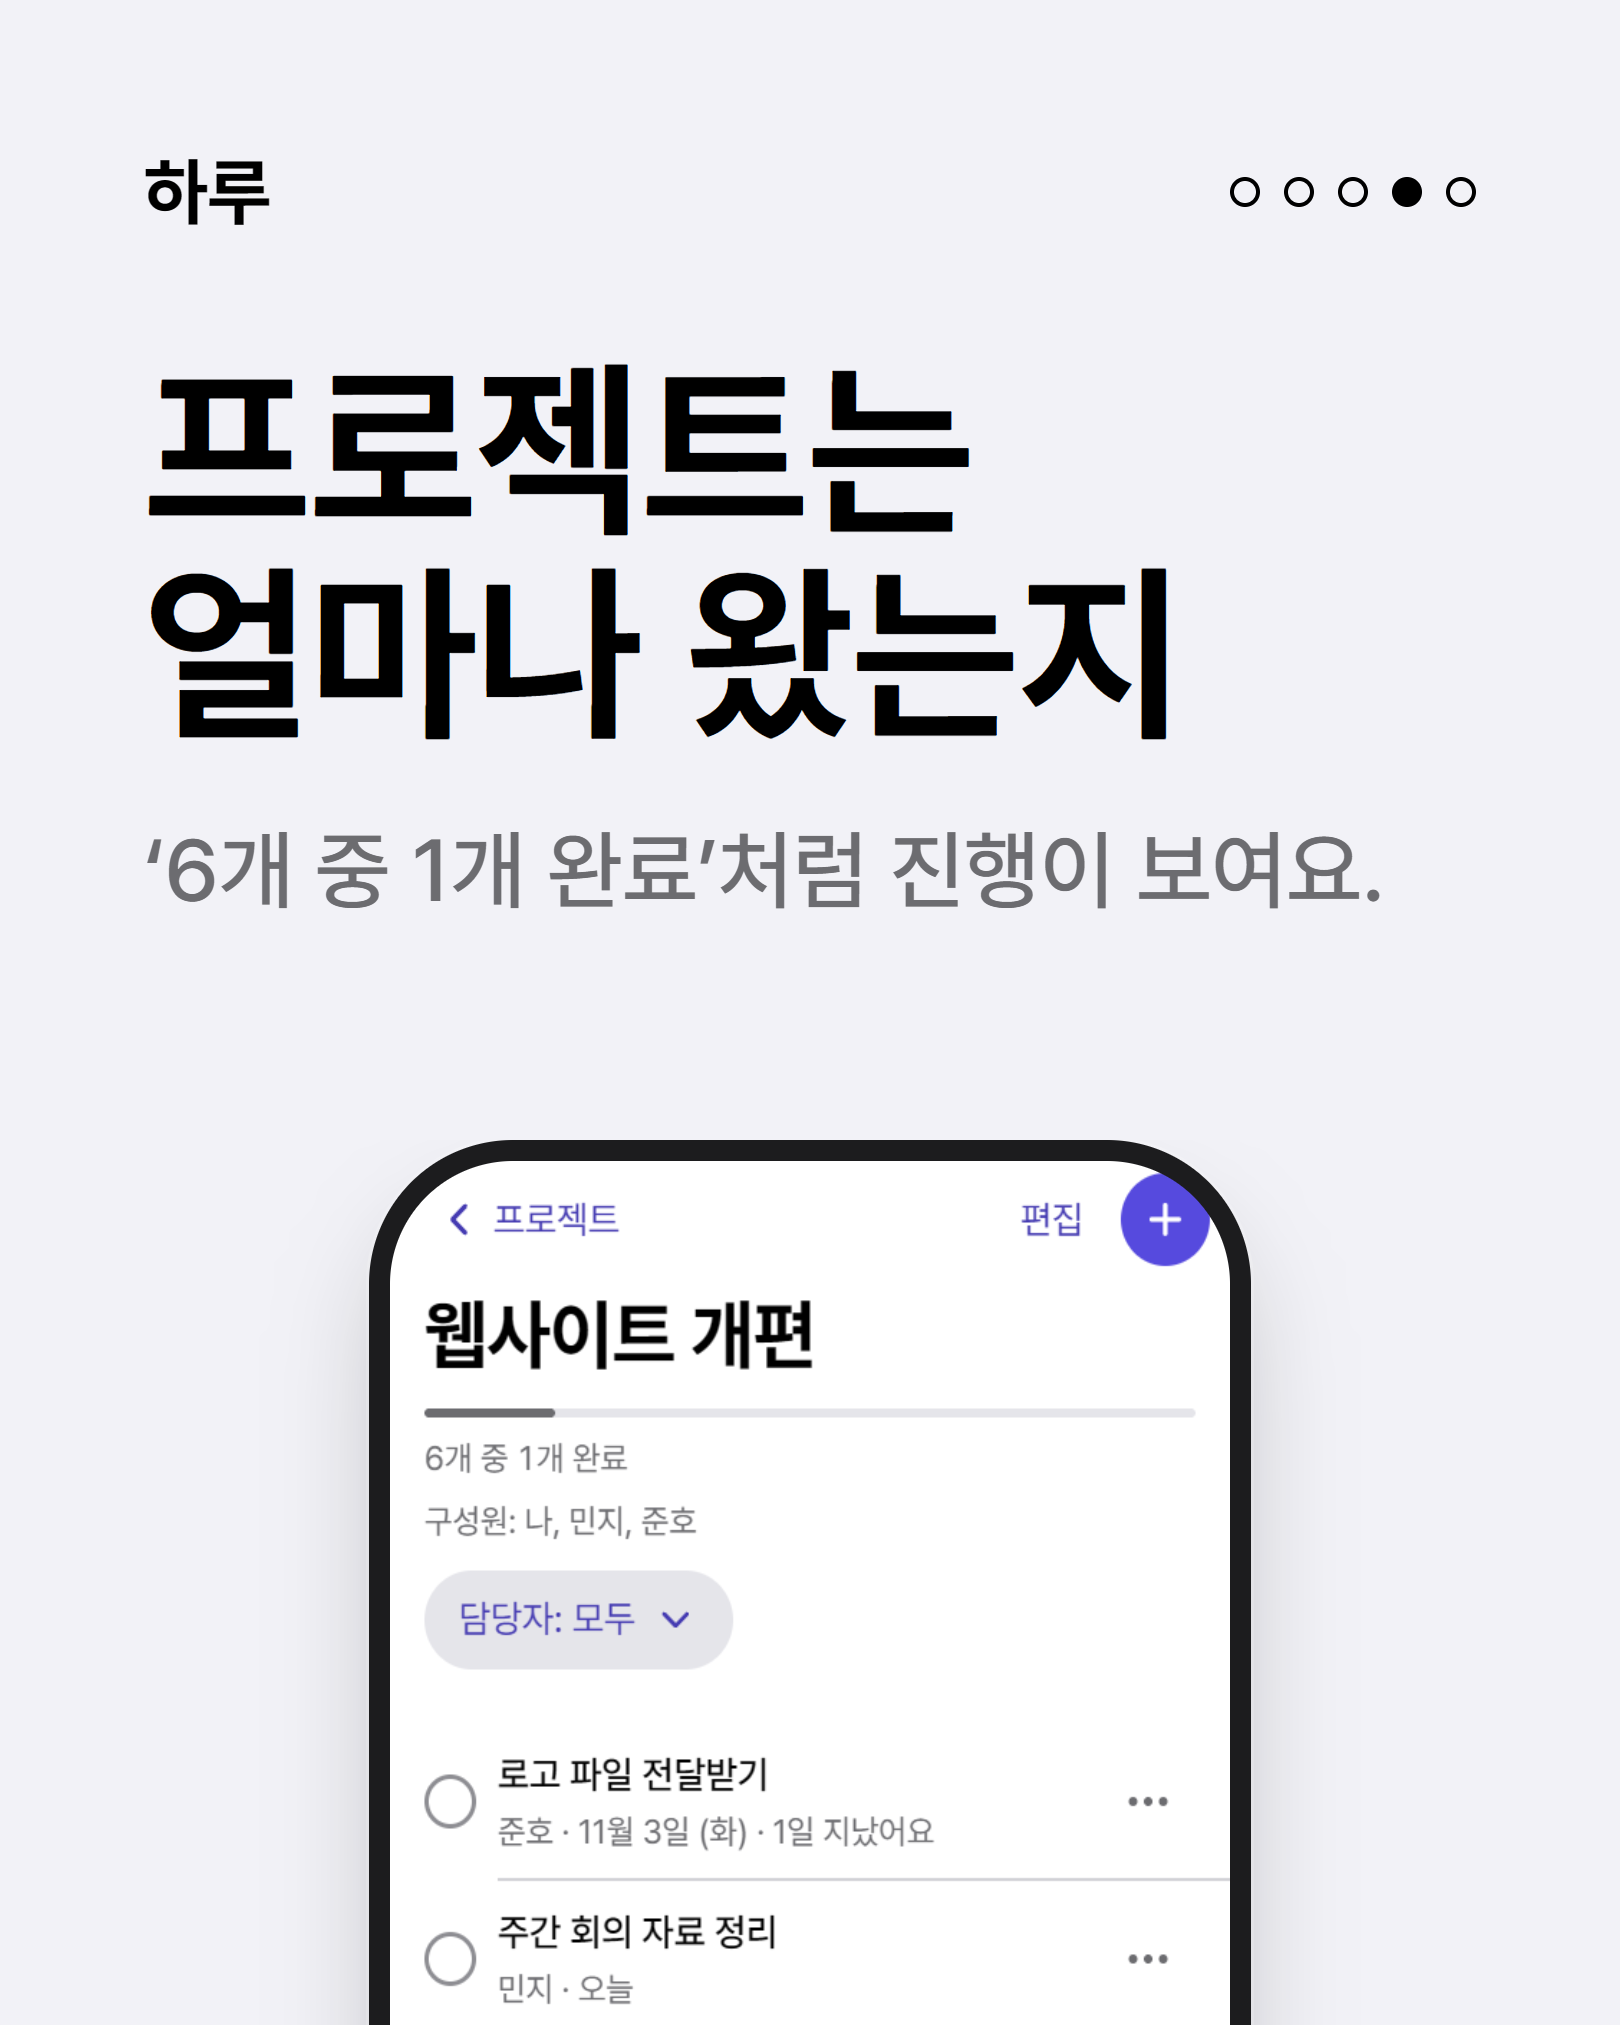 하루
프로젝트는
얼마나 왔는지
‘6개 중 1개 완료’처럼 진행이 보여요.
프로젝트
편집
웹사이트 개편
6개 중 1개 완료
구성원: 나, 민지, 준호
담당자: 모두
로고 파일 전달받기
준호 · 11월 3일 (화) · 1일 지났어요
주간 회의 자료 정리
민지 · 오늘